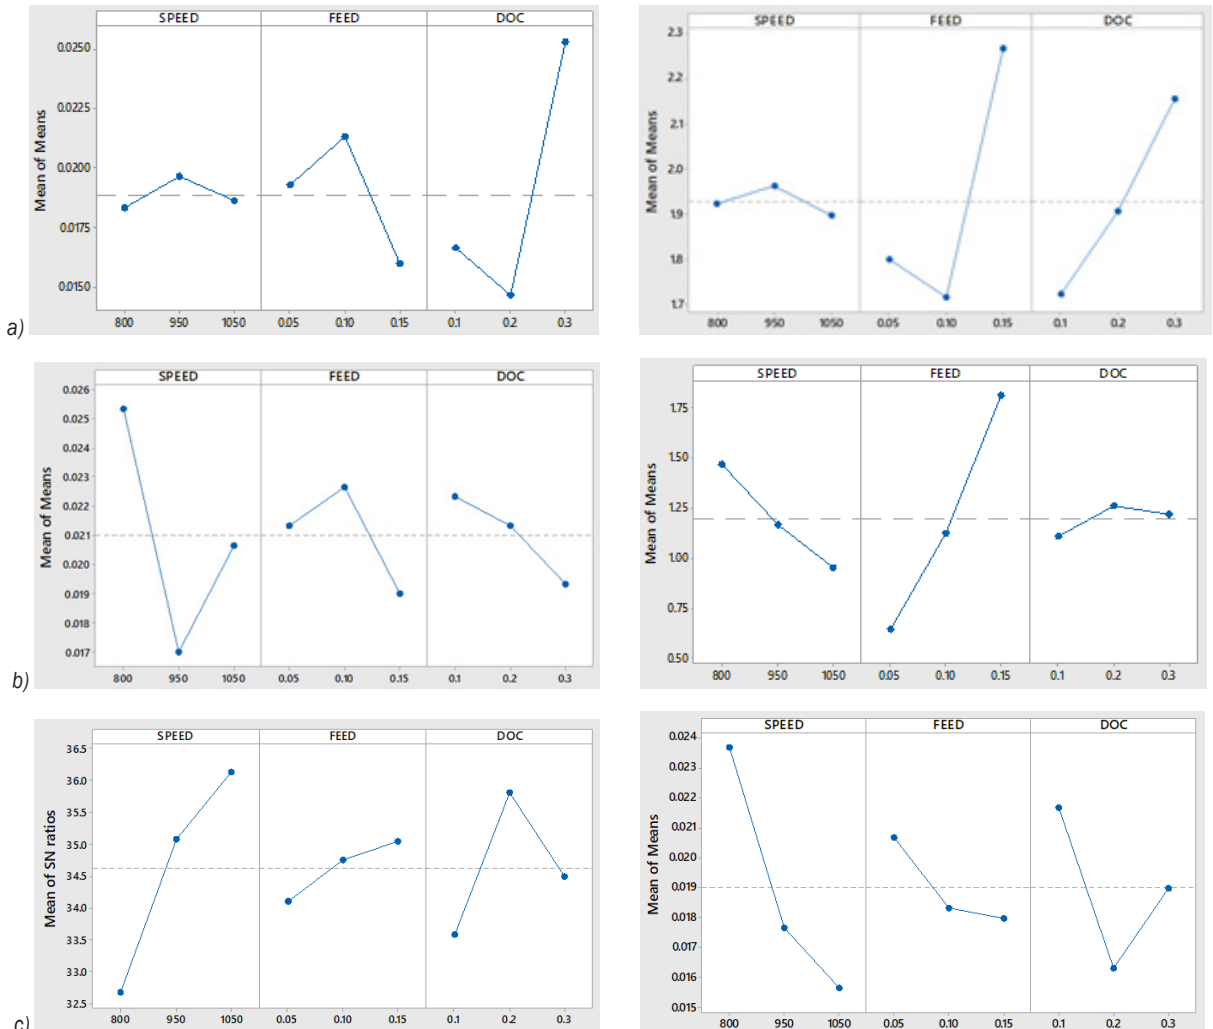 SPEED FEED DOC
0.0250
0.0225
0.0200
0.0175
0.0150
Mean of Means
800 950 1050 0.05 0.10 0.15 0.1 0.2 0.3
SPEED FEED DOC
2.3
2.2
2.1
2.0
1.9
1.8
1.7
Mean of Means
800 950 1050 0.05 0.10 0.15 0.1 0.2 0.3
a)
SPEED FEED DOC
0.026
0.025
0.024
0.023
0.022
0.021
0.020
0.019
0.018
0.017
Mean of Means
800 950 1050 0.05 0.10 0.15 0.1 0.2 0.3
SPEED FEED DOC
1.75
1.50
1.25
1.00
0.75
0.50
Mean of Means
800 950 1050 0.05 0.10 0.15 0.1 0.2 0.3
b)
SPEED FEED DOC
36.5
36.0
35.5
35.0
34.5
34.0
33.5
33.0
32.5
Mean of SN ratios
800 950 1050 0.05 0.10 0.15 0.1 0.2 0.3
SPEED FEED DOC
0.024
0.023
0.022
0.021
0.020
0.019
0.018
0.017
0.016
0.015
Mean of Means
800 950 1050 0.05 0.10 0.15 0.1 0.2 0.3
c)